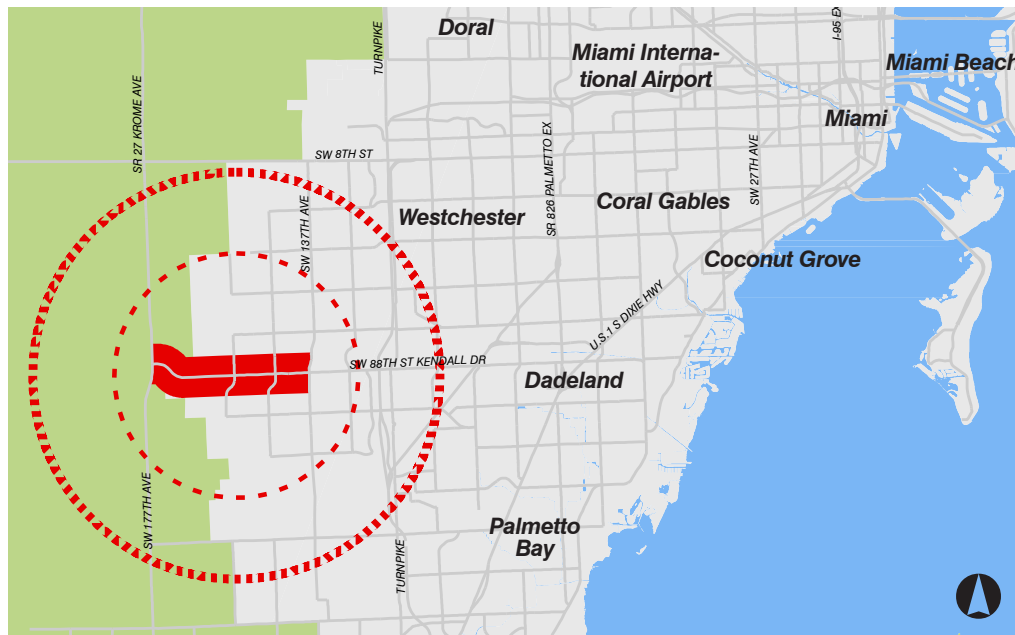 Doral
TURNPIKE
I-95 EX
Miami Interna-
tional Airport
Miami Beach
SR 27 KROME AVE
Miami
SW 8TH ST
SR 826 PALMETTO EX
SW 27TH AVE
Coral Gables
Westchester
SW 137TH AVE
Coconut Grove
U.S.1 S DIXIE HWY
SW 88TH ST KENDALL DR
Dadeland
SW 177TH AVE
Palmetto
Bay
TURNPIKE